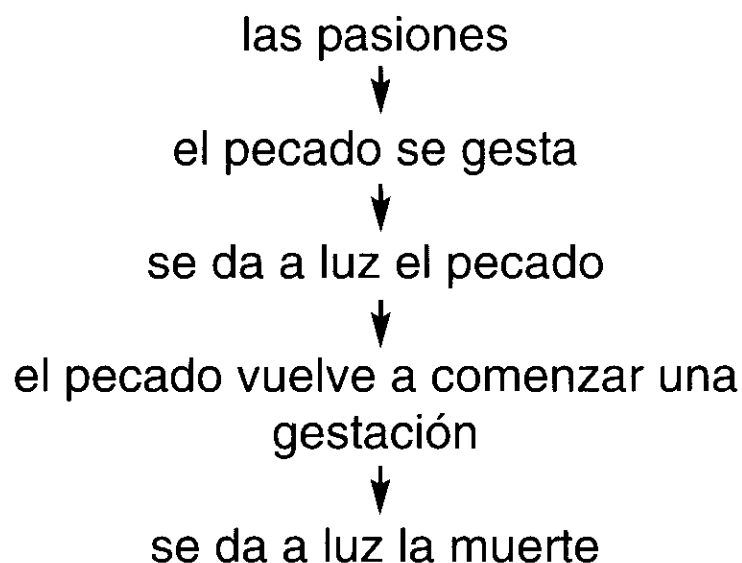 las pasiones
el pecado se gesta
se da a luz el pecado
el pecado vuelve a comenzar una
gestación
se da a luz la muerte